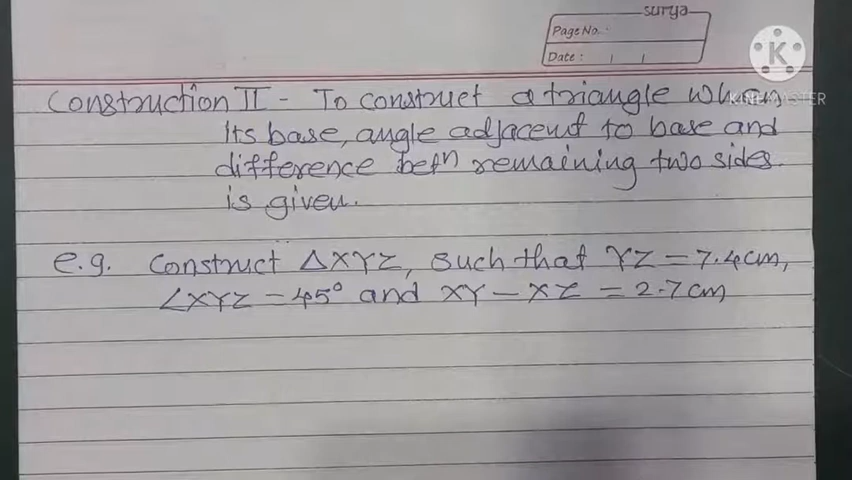 surya
Page No. :
Date : / /
K
KINEMASTER
Construction II - To construct a triangle when
its base, angle adjacent to base and
difference betn remaining two sides
is given.
e.g. Construct ΔXYZ, such that YZ = 7.4cm,
∠XYZ = 45° and XY - XZ = 2.7cm